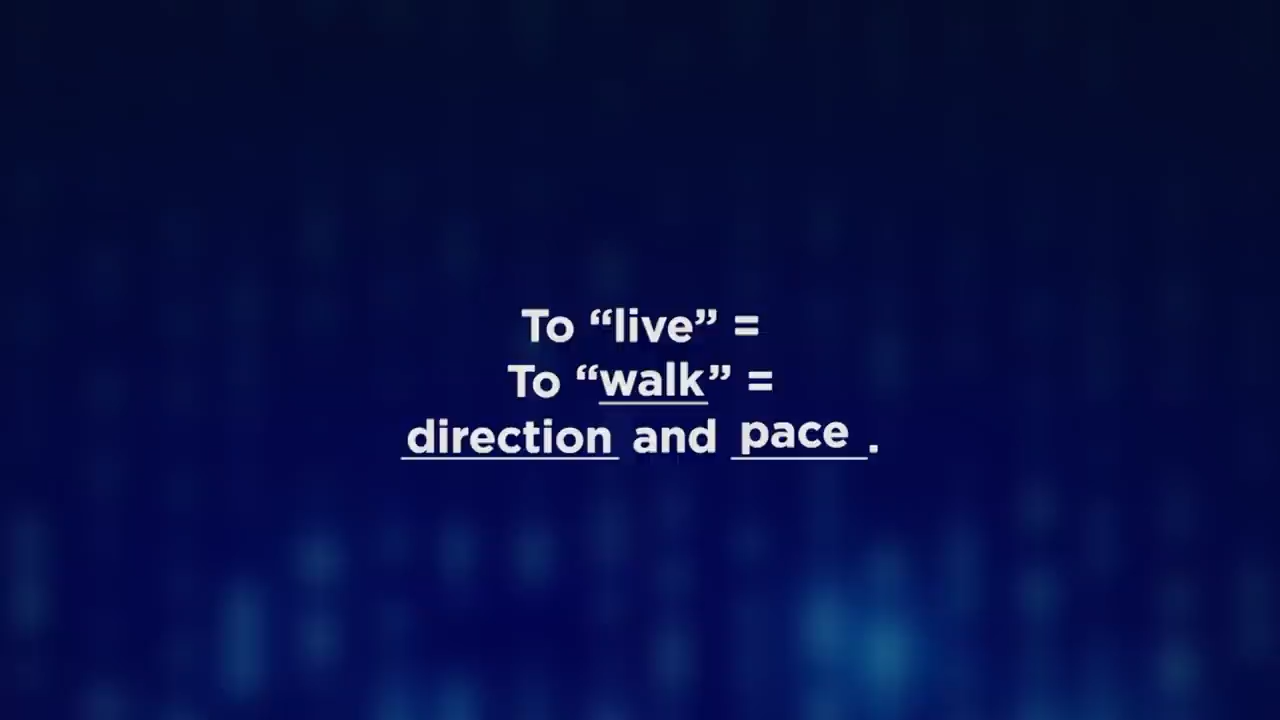 To “live” =
To “walk” =
direction and pace .